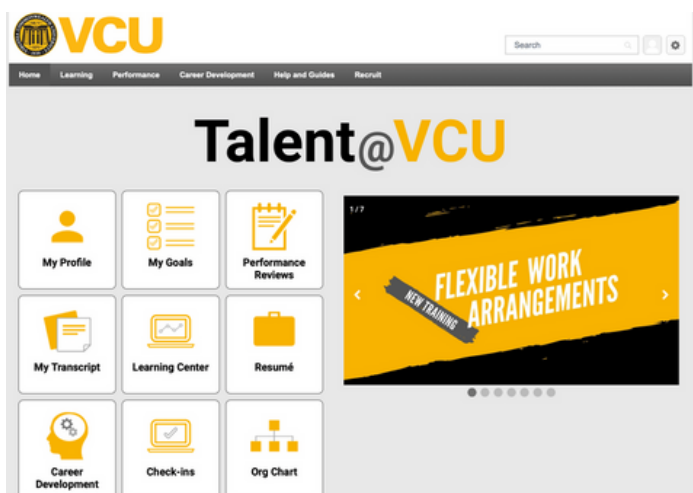 VCU
Search
Home Learning Performance Career Development Help and Guides Recruit
Talent@VCU
My Profile
My Goals
Performance
Reviews
1/7
FLEXIBLE WORK
NEW TRAINING
ARRANGEMENTS
My Transcript
Learning Center
Resumé
Career
Development
Check-ins
Org Chart